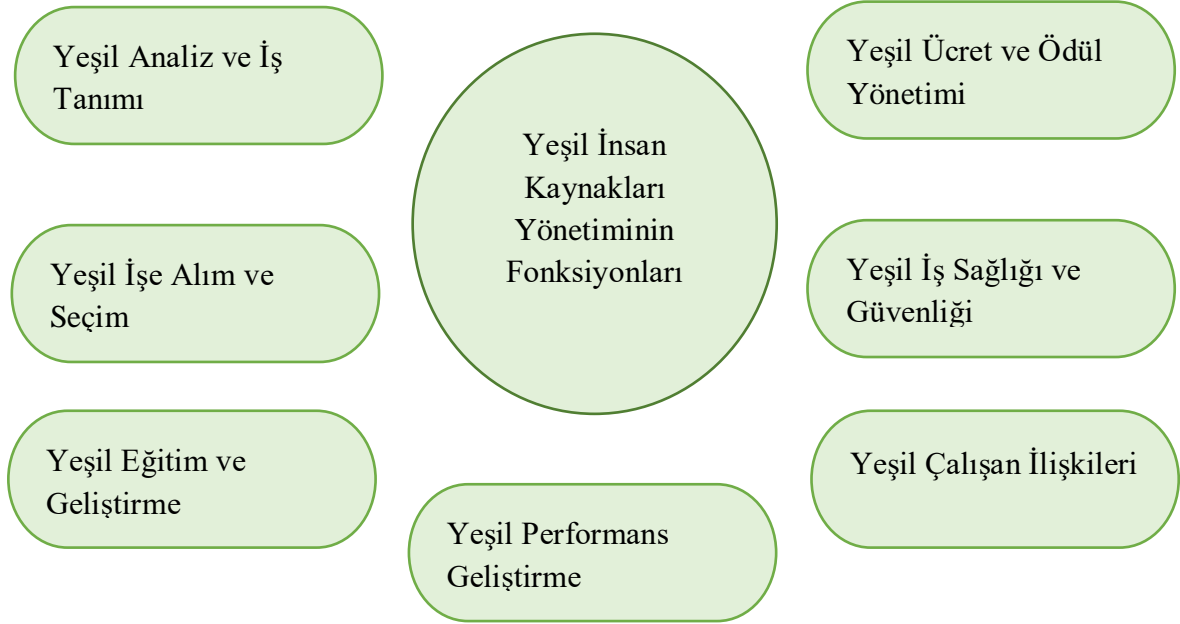 Yeşil Analiz ve İş
Tanımı
Yeşil İşe Alım ve
Seçim
Yeşil Eğitim ve
Geliştirme
Yeşil İnsan
Kaynakları
Yönetiminin
Fonksiyonları
Yeşil Performans
Geliştirme
Yeşil Ücret ve Ödül
Yönetimi
Yeşil İş Sağlığı ve
Güvenliği
Yeşil Çalışan İlişkileri